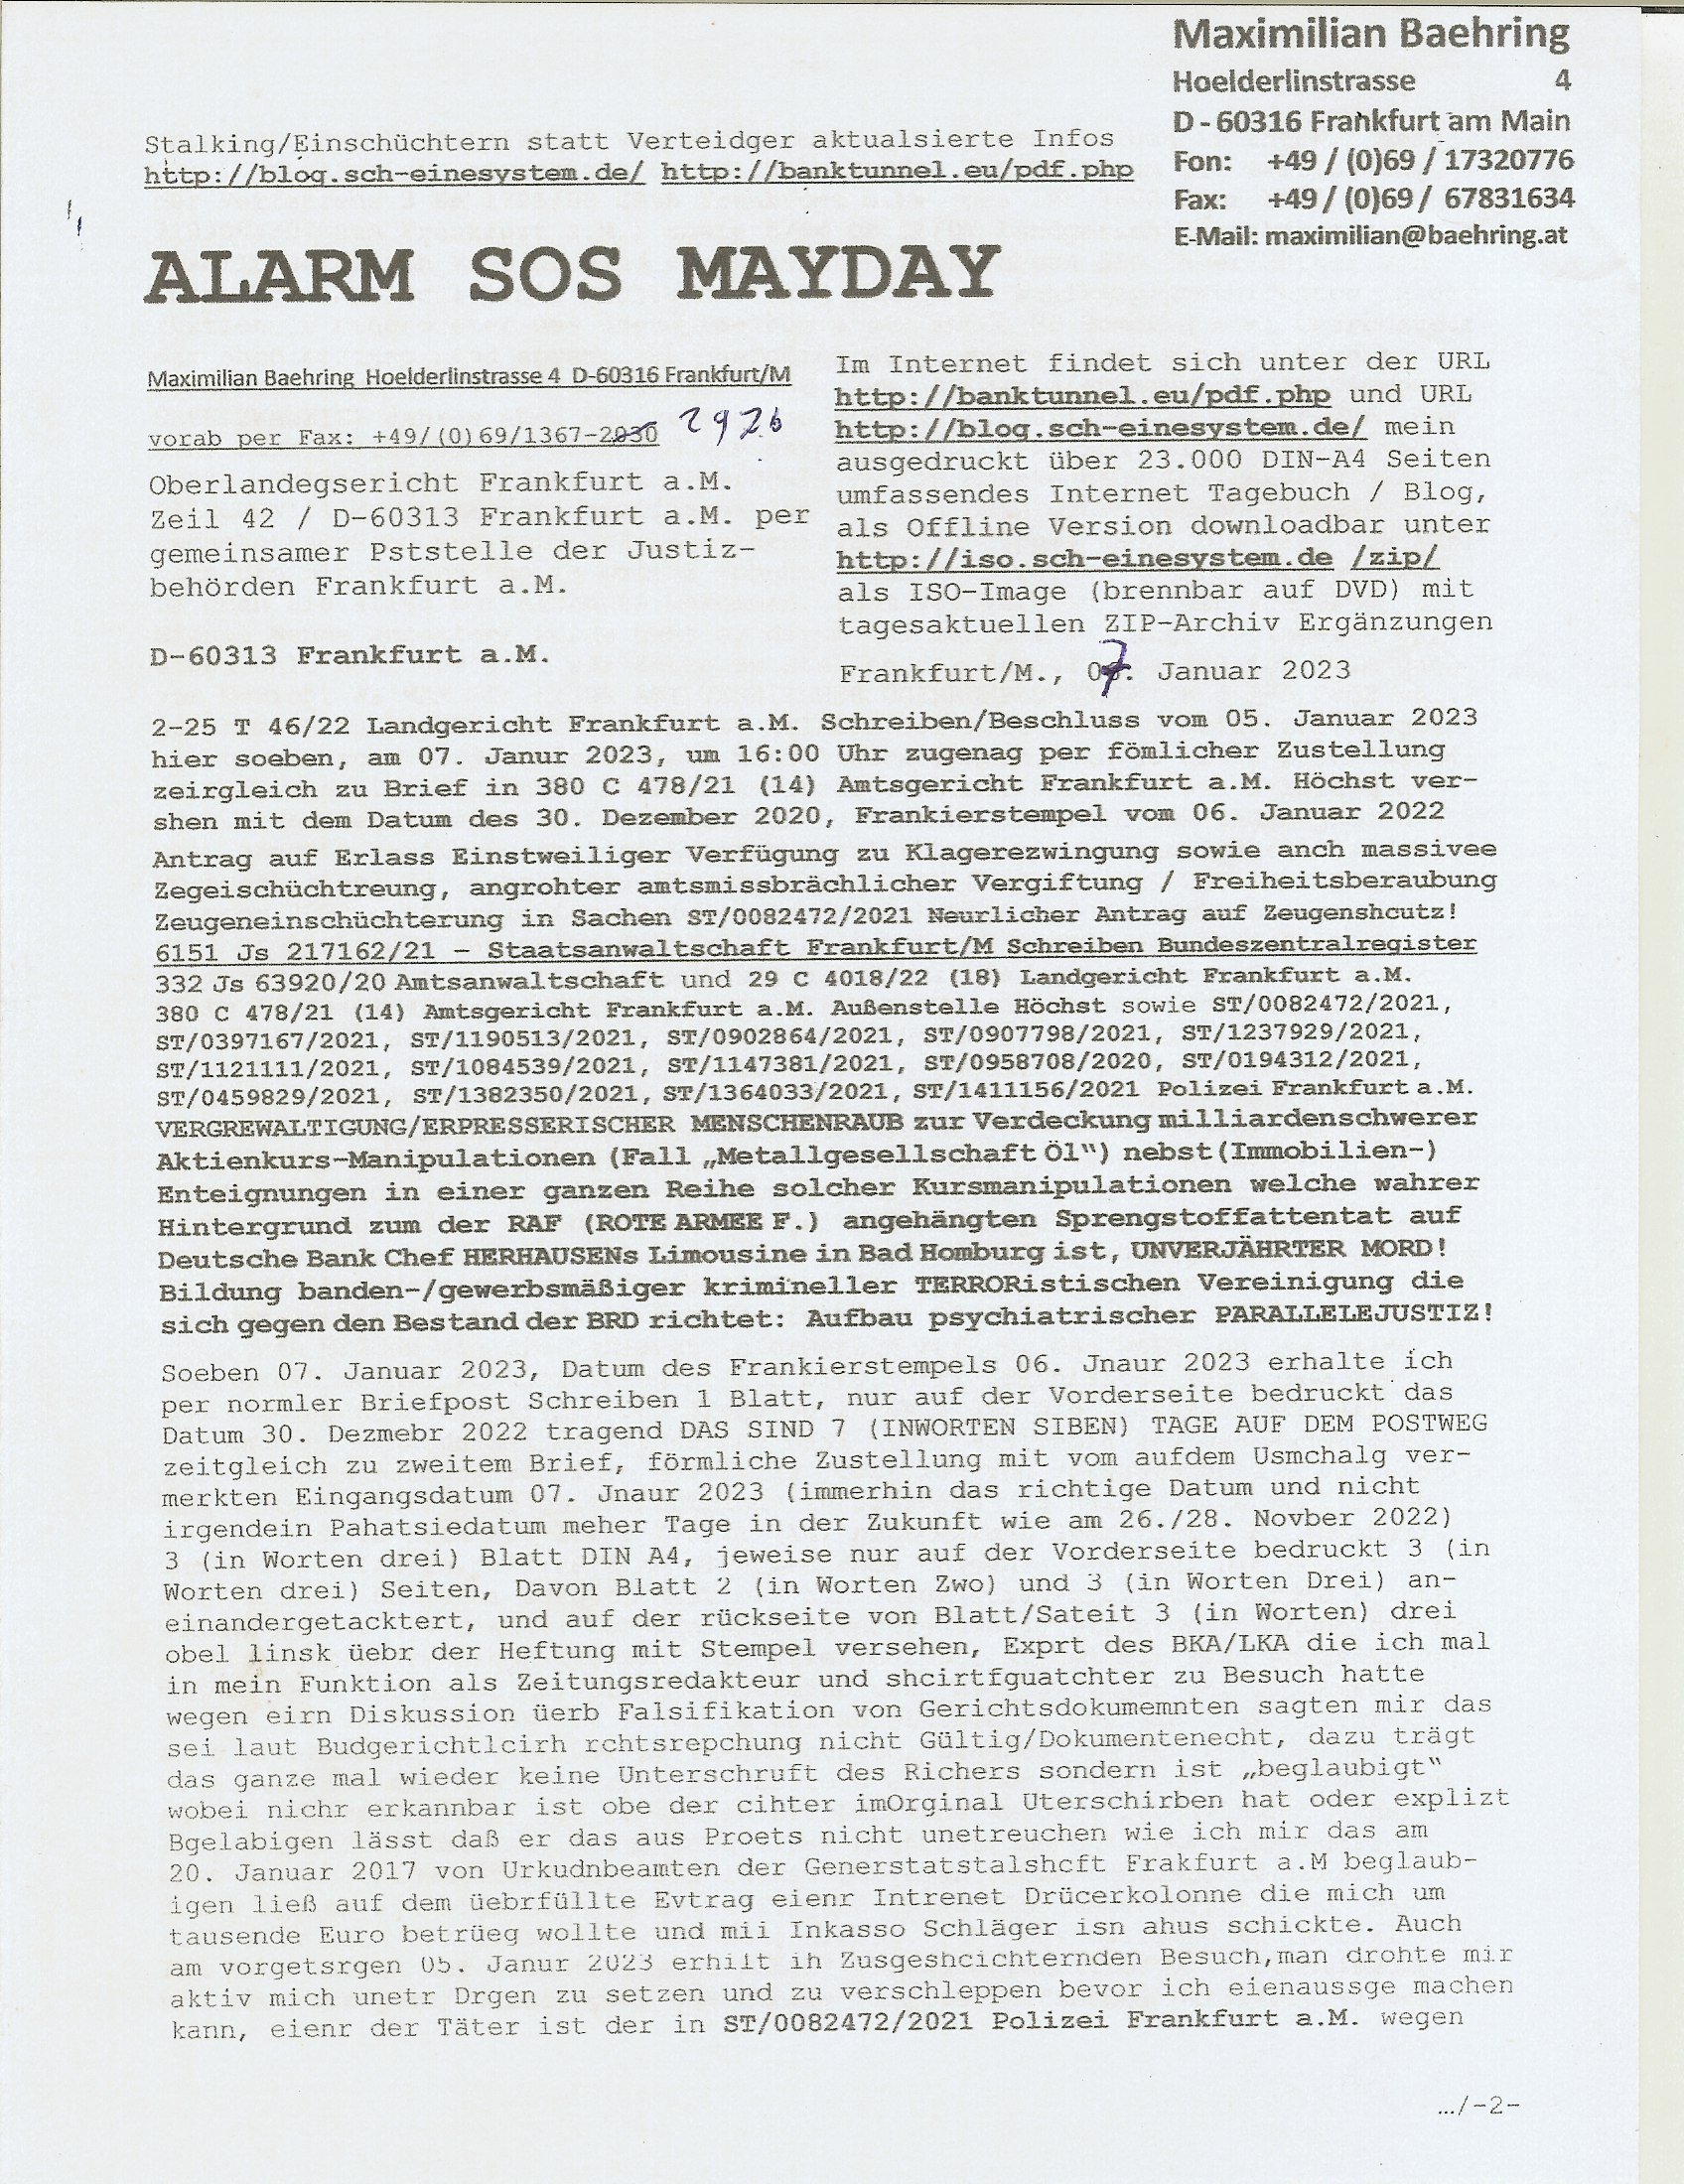 Maximilian Baehring
Hoelderlinstrasse 4
D - 60316 Frankfurt am Main
Fon: +49 / (0)69 / 17320776
Fax: +49 / (0)69 / 67831634
E-Mail: maximilian@baehring.at
Stalking/Einschüchtern statt Verteidger aktualsierte Infos
http://blog.sch-einesystem.de/ http://banktunnel.eu/pdf.php
ALARM SOS MAYDAY
Maximilian Baehring Hoelderlinstrasse 4 D-60316 Frankfurt/M
vorab per Fax: +49/(0)69/1367-2030 2976
Oberlandegsericht Frankfurt a.M.
Zeil 42 / D-60313 Frankfurt a.M. per
gemeinsamer Pststelle der Justiz-
behörden Frankfurt a.M.
D-60313 Frankfurt a.M.
Im Internet findet sich unter der URL
http://banktunnel.eu/pdf.php und URL
http://blog.sch-einesystem.de/ mein
ausgedruckt über 23.000 DIN-A4 Seiten
umfassendes Internet Tagebuch / Blog,
als Offline Version downloadbar unter
http://iso.sch-einesystem.de /zip/
als ISO-Image (brennbar auf DVD) mit
tagesaktuellen ZIP-Archiv Ergänzungen
Frankfurt/M., 07. Januar 2023
2-25 T 46/22 Landgericht Frankfurt a.M. Schreiben/Beschluss vom 05. Januar 2023
hier soeben, am 07. Janur 2023, um 16:00 Uhr zugenag per fömlicher Zustellung
zeirgleich zu Brief in 380 C 478/21 (14) Amtsgericht Frankfurt a.M. Höchst ver-
shen mit dem Datum des 30. Dezember 2020, Frankierstempel vom 06. Januar 2022
Antrag auf Erlass Einstweiliger Verfügung zu Klagerezwingung sowie anch massivee
Zegeischüchtreung, angrohter amtsmissbrächlicher Vergiftung / Freiheitsberaubung
Zeugeneinschüchterung in Sachen ST/0082472/2021 Neurlicher Antrag auf Zeugenshcutz!
6151 Js 217162/21 – Staatsanwaltschaft Frankfurt/M Schreiben Bundeszentralregister
332 Js 63920/20 Amtsanwaltschaft und 29 C 4018/22 (18) Landgericht Frankfurt a.M.
380 C 478/21 (14) Amtsgericht Frankfurt a.M. Außenstelle Höchst sowie ST/0082472/2021,
ST/0397167/2021, ST/1190513/2021, ST/0902864/2021, ST/0907798/2021, ST/1237929/2021,
ST/1121111/2021, ST/1084539/2021, ST/1147381/2021, ST/0958708/2020, ST/0194312/2021,
ST/0459829/2021, ST/1382350/2021, ST/1364033/2021, ST/1411156/2021 Polizei Frankfurt a.M.
VERGREWALTIGUNG/ERPRESSERISCHER MENSCHENRAUB zur Verdeckung milliardenschwerer
Aktienkurs-Manipulationen (Fall „Metallgesellschaft Öl“) nebst (Immobilien-)
Enteignungen in einer ganzen Reihe solcher Kursmanipulationen welche wahrer
Hintergrund zum der RAF (ROTE ARMEE F.) angehängten Sprengstoffattentat auf
Deutsche Bank Chef HERHAUSENs Limousine in Bad Homburg ist, UNVERJÄHRTER MORD!
Bildung banden-/gewerbsmäßiger krimineller TERRORistischen Vereinigung die
sich gegen den Bestand der BRD richtet: Aufbau psychiatrischer PARALLELEJUSTIZ!
Soeben 07. Januar 2023, Datum des Frankierstempels 06. Jnaur 2023 erhalte ich
per normler Briefpost Schreiben 1 Blatt, nur auf der Vorderseite bedruckt das
Datum 30. Dezmebr 2022 tragend DAS SIND 7 (INWORTEN SIBEN) TAGE AUF DEM POSTWEG
zeitgleich zu zweitem Brief, förmliche Zustellung mit vom aufdem Usmchalg ver-
merkten Eingangsdatum 07. Jnaur 2023 (immerhin das richtige Datum und nicht
irgendein Pahatsiedatum meher Tage in der Zukunft wie am 26./28. Novber 2022)
3 (in Worten drei) Blatt DIN A4, jeweise nur auf der Vorderseite bedruckt 3 (in
Worten drei) Seiten, Davon Blatt 2 (in Worten Zwo) und 3 (in Worten Drei) an-
einandergetacktert, und auf der rückseite von Blatt/Sateit 3 (in Worten) drei
obel linsk üebr der Heftung mit Stempel versehen, Exprt des BKA/LKA die ich mal
in mein Funktion als Zeitungsredakteur und shcirtfguatchter zu Besuch hatte
wegen eirn Diskussion üerb Falsifikation von Gerichtsdokumemnten sagten mir das
sei laut Budgerichtlcirh rchtsrepchung nicht Gültig/Dokumentenecht, dazu trägt
das ganze mal wieder keine Unterschruft des Richers sondern ist „beglaubigt“
wobei nichr erkannbar ist obe der cihter imOrginal Uterschirben hat oder explizt
Bgelabigen lässt daß er das aus Proets nicht unetreuchen wie ich mir das am
20. Januar 2017 von Urkudnbeamten der Generstatstalshcft Frakfurt a.M beglaub-
igen ließ auf dem üebrfüllte Evtrag eienr Intrenet Drücerkolonne die mich um
tausende Euro betrüeg wollte und mii Inkasso Schläger isn ahus schickte. Auch
am vorgetsrgen 05. Janur 2023 erhilt ih Zusgeshcichternden Besuch,man drohte mir
aktiv mich unetr Drgen zu setzen und zu verschleppen bevor ich eienaussge machen
kann, eienr der Täter ist der in ST/0082472/2021 Polizei Frankfurt a.M. wegen
…/-2-